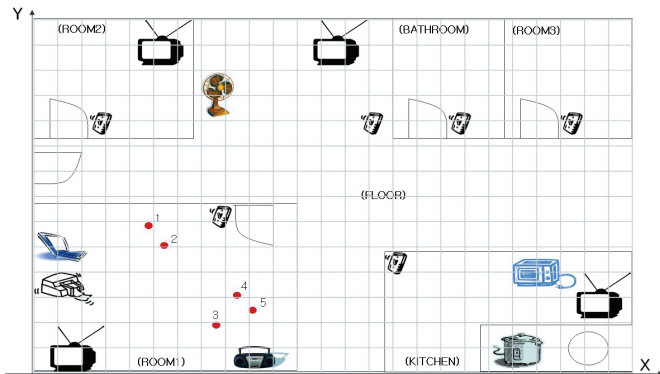 Y
(ROOM2)
(BATHROOM)
(ROOM3)
(FLOOR)
1
2
4
5
3
(ROOM1)
(KITCHEN)
X